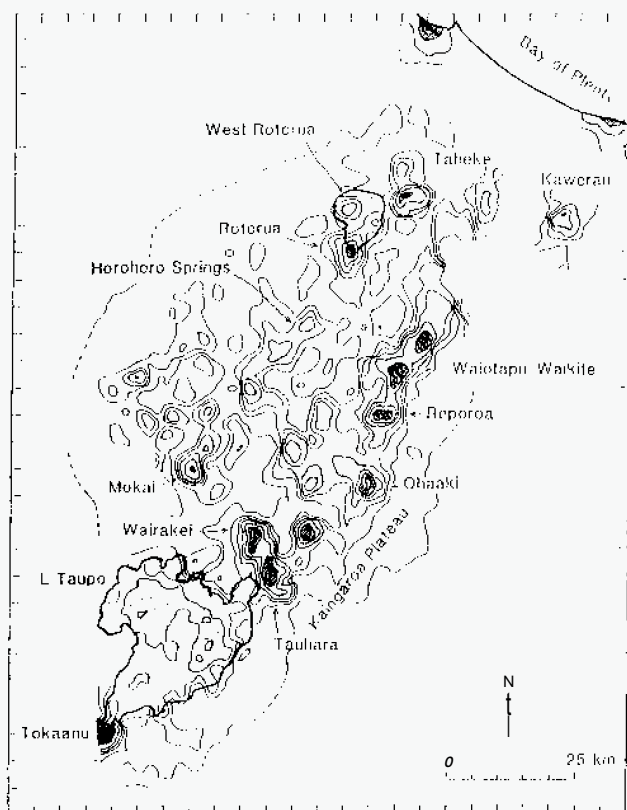 Bay of Plenty
West Rotorua
Taheke
Kawerau
Rotorua
Horohoro Springs
Waiotapu Waikite
Reporoa
Mokai
Ohaaki
Wairakei
Kaingaroa Plateau
L Taupo
Tauhara
N
Tokaanu
0 25 km